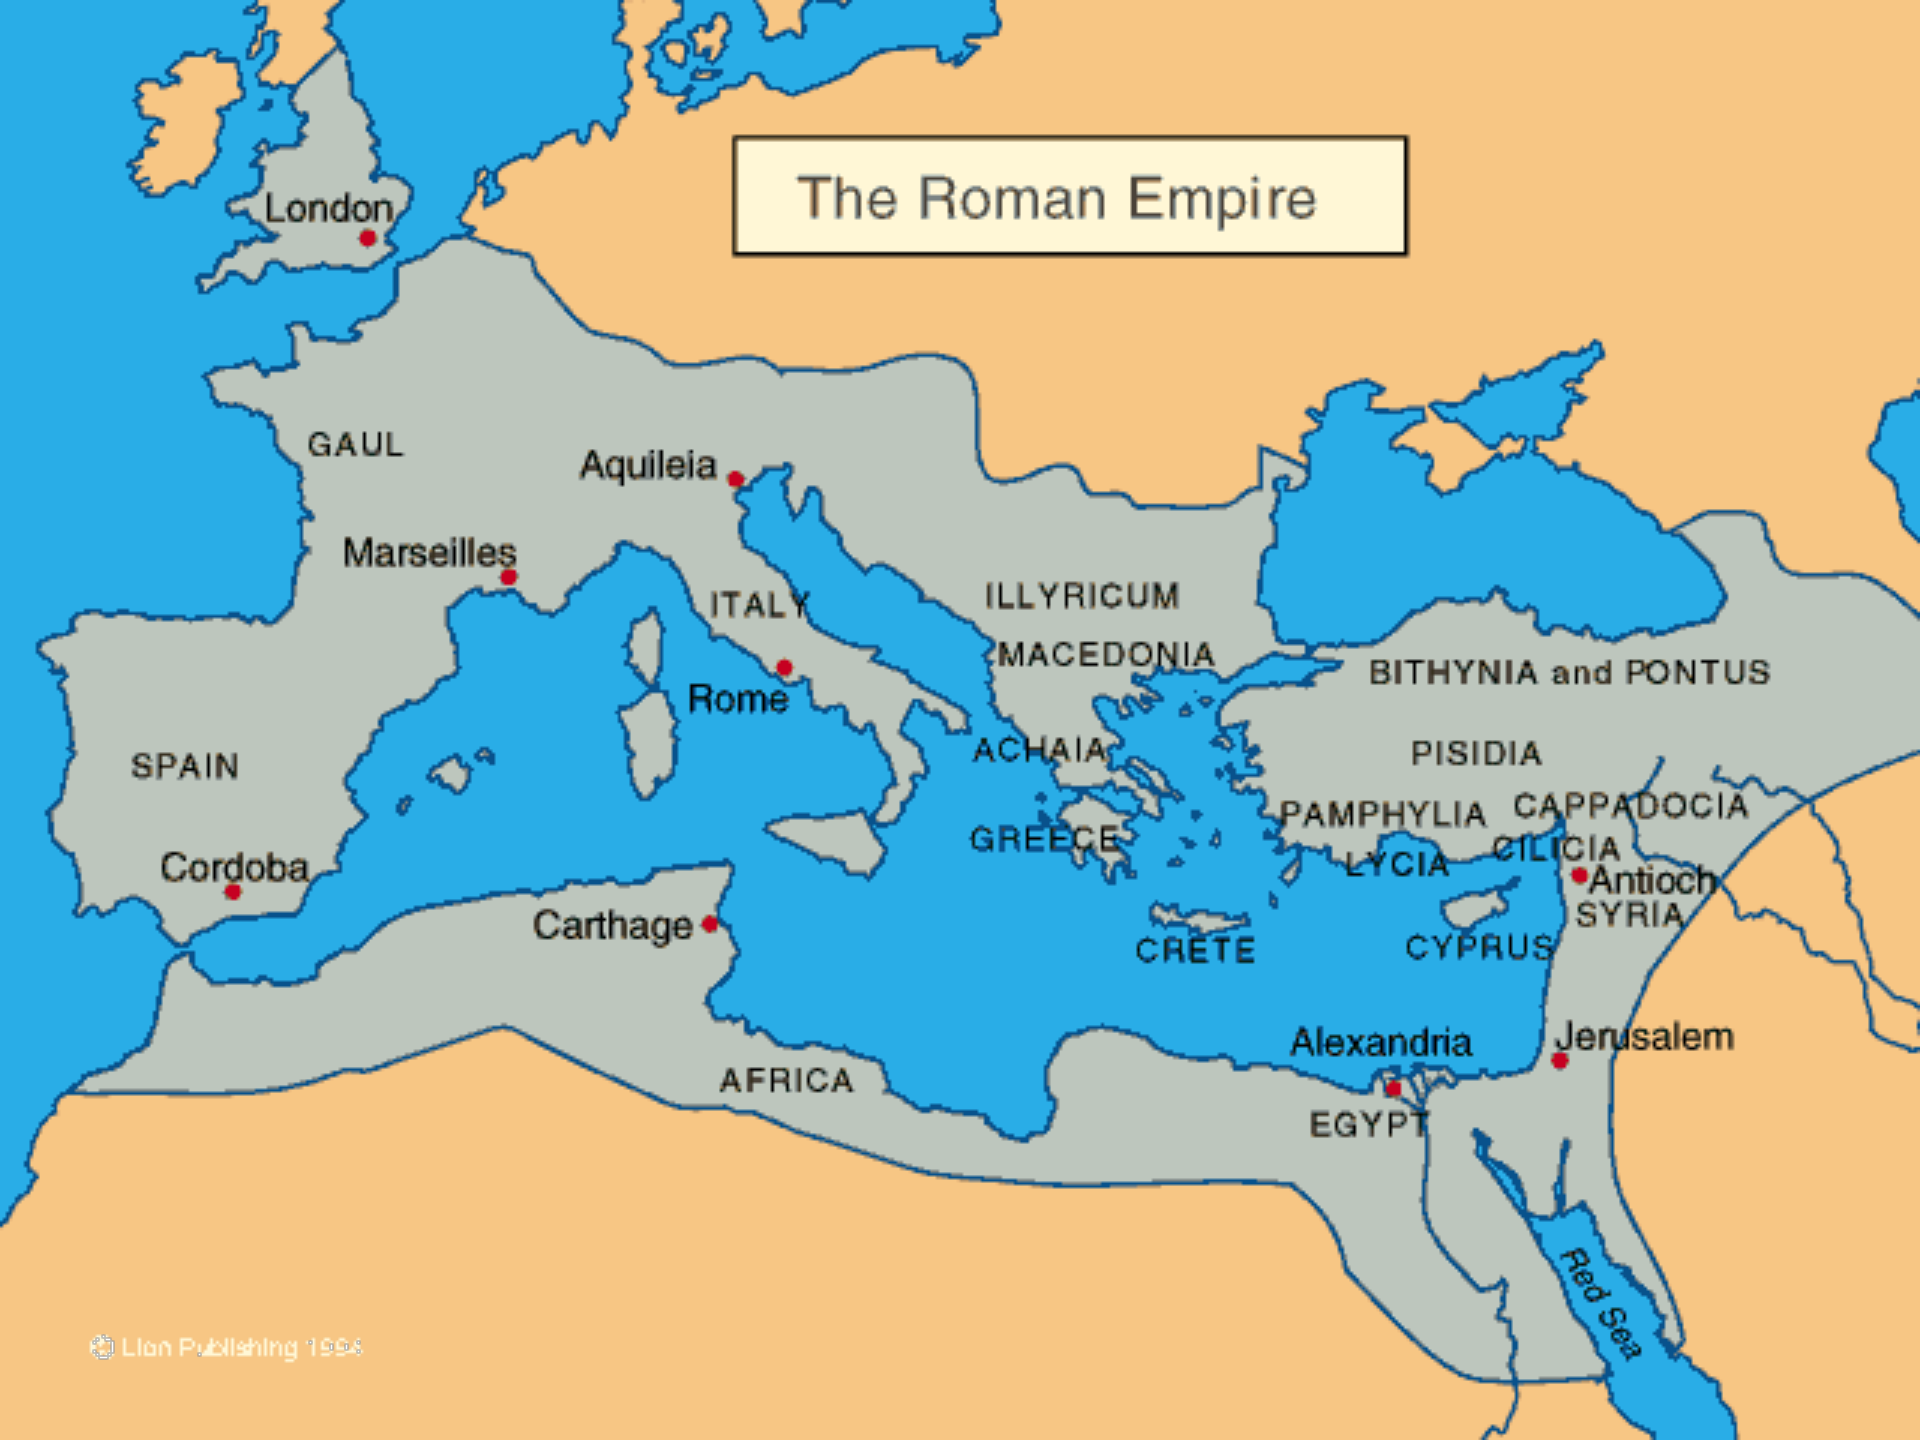 The Roman Empire
London
GAUL
Aquileia
Marseilles
ITALY
ILLYRICUM
MACEDONIA
BITHYNIA and PONTUS
Rome
SPAIN
ACHAIA
PISIDIA
PAMPHYLIA
CAPPADOCIA
GREECE
LYCIA
CILICIA
Cordoba
Antioch
SYRIA
Carthage
CRETE
CYPRUS
Alexandria
Jerusalem
AFRICA
EGYPT
Red Sea
© Lion Publishing 1994